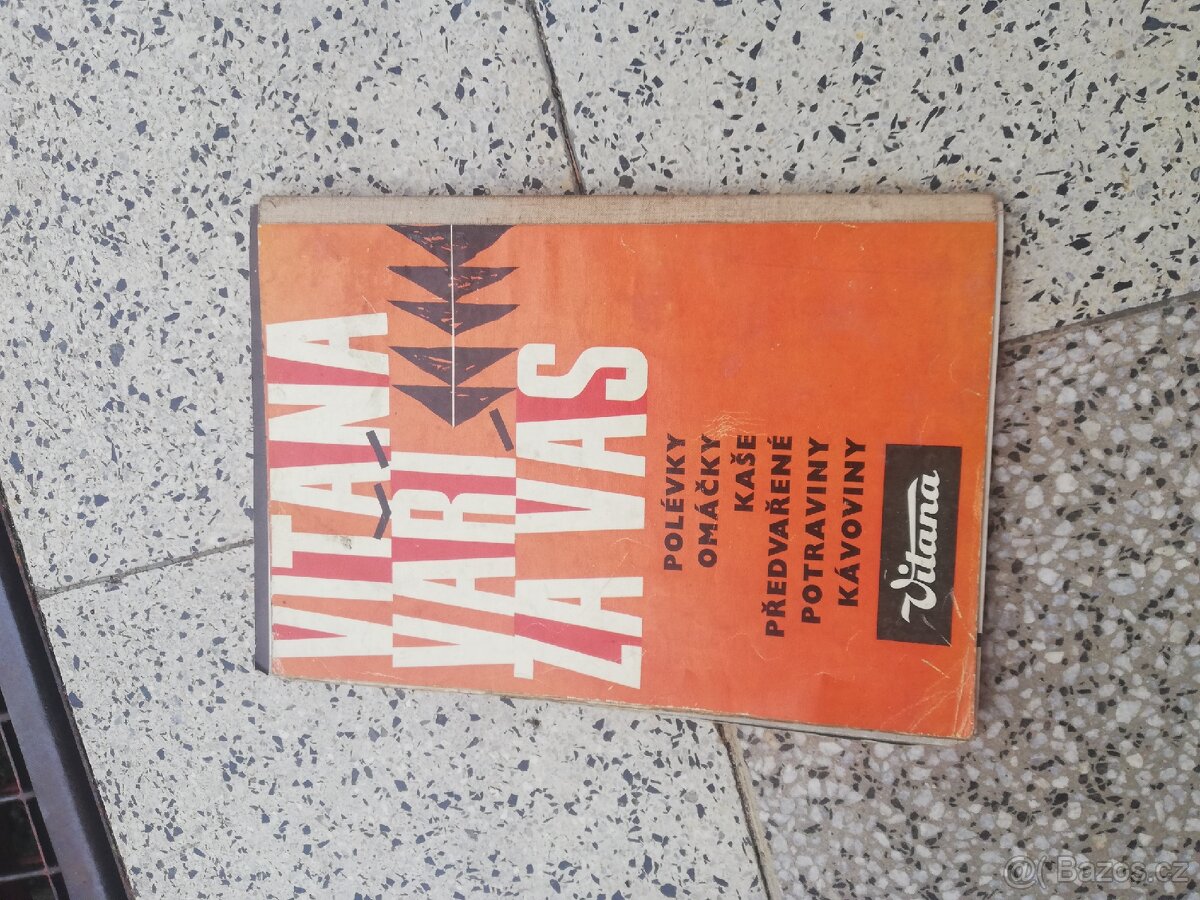 VITANA
VAŘÍ
ZA VÁS
POLÉVKY
OMÁČKY
KAŠE
PŘEDVAŘENÉ
POTRAVINY
KÁVOVINY
Vitana
@( Bazos.cz